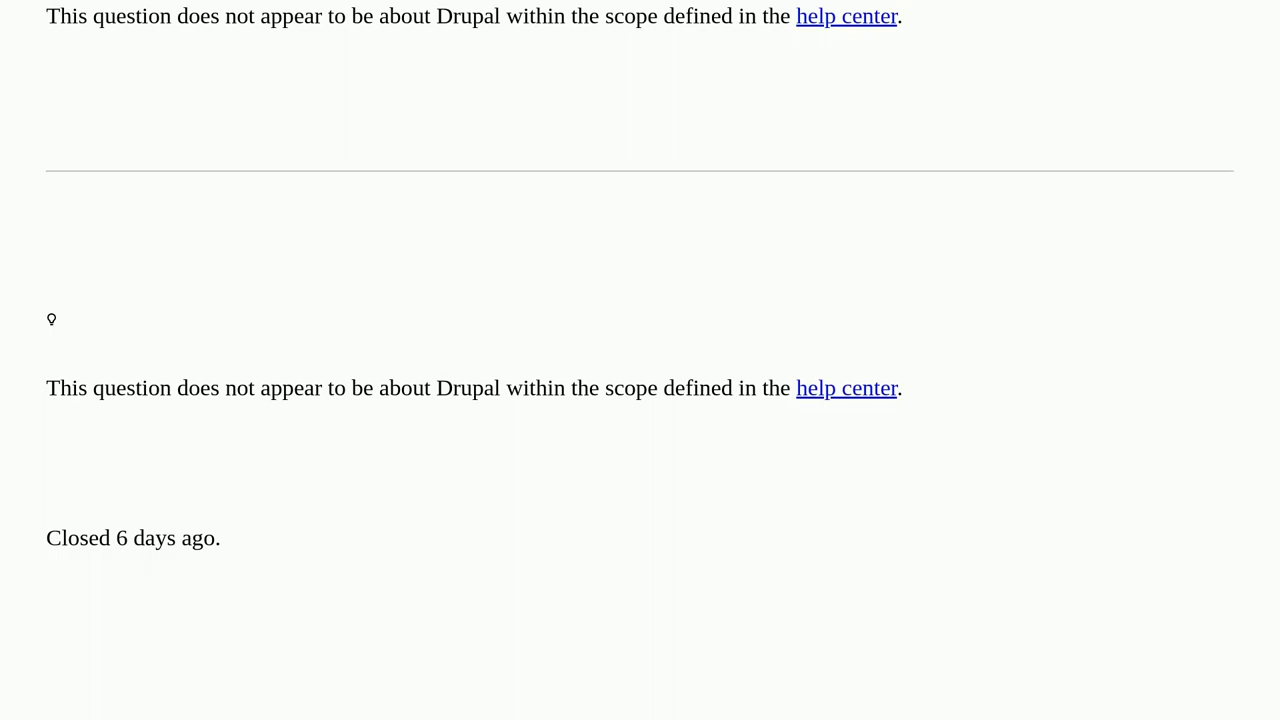 This question does not appear to be about Drupal within the scope defined in the help center.
This question does not appear to be about Drupal within the scope defined in the help center.
Closed 6 days ago.